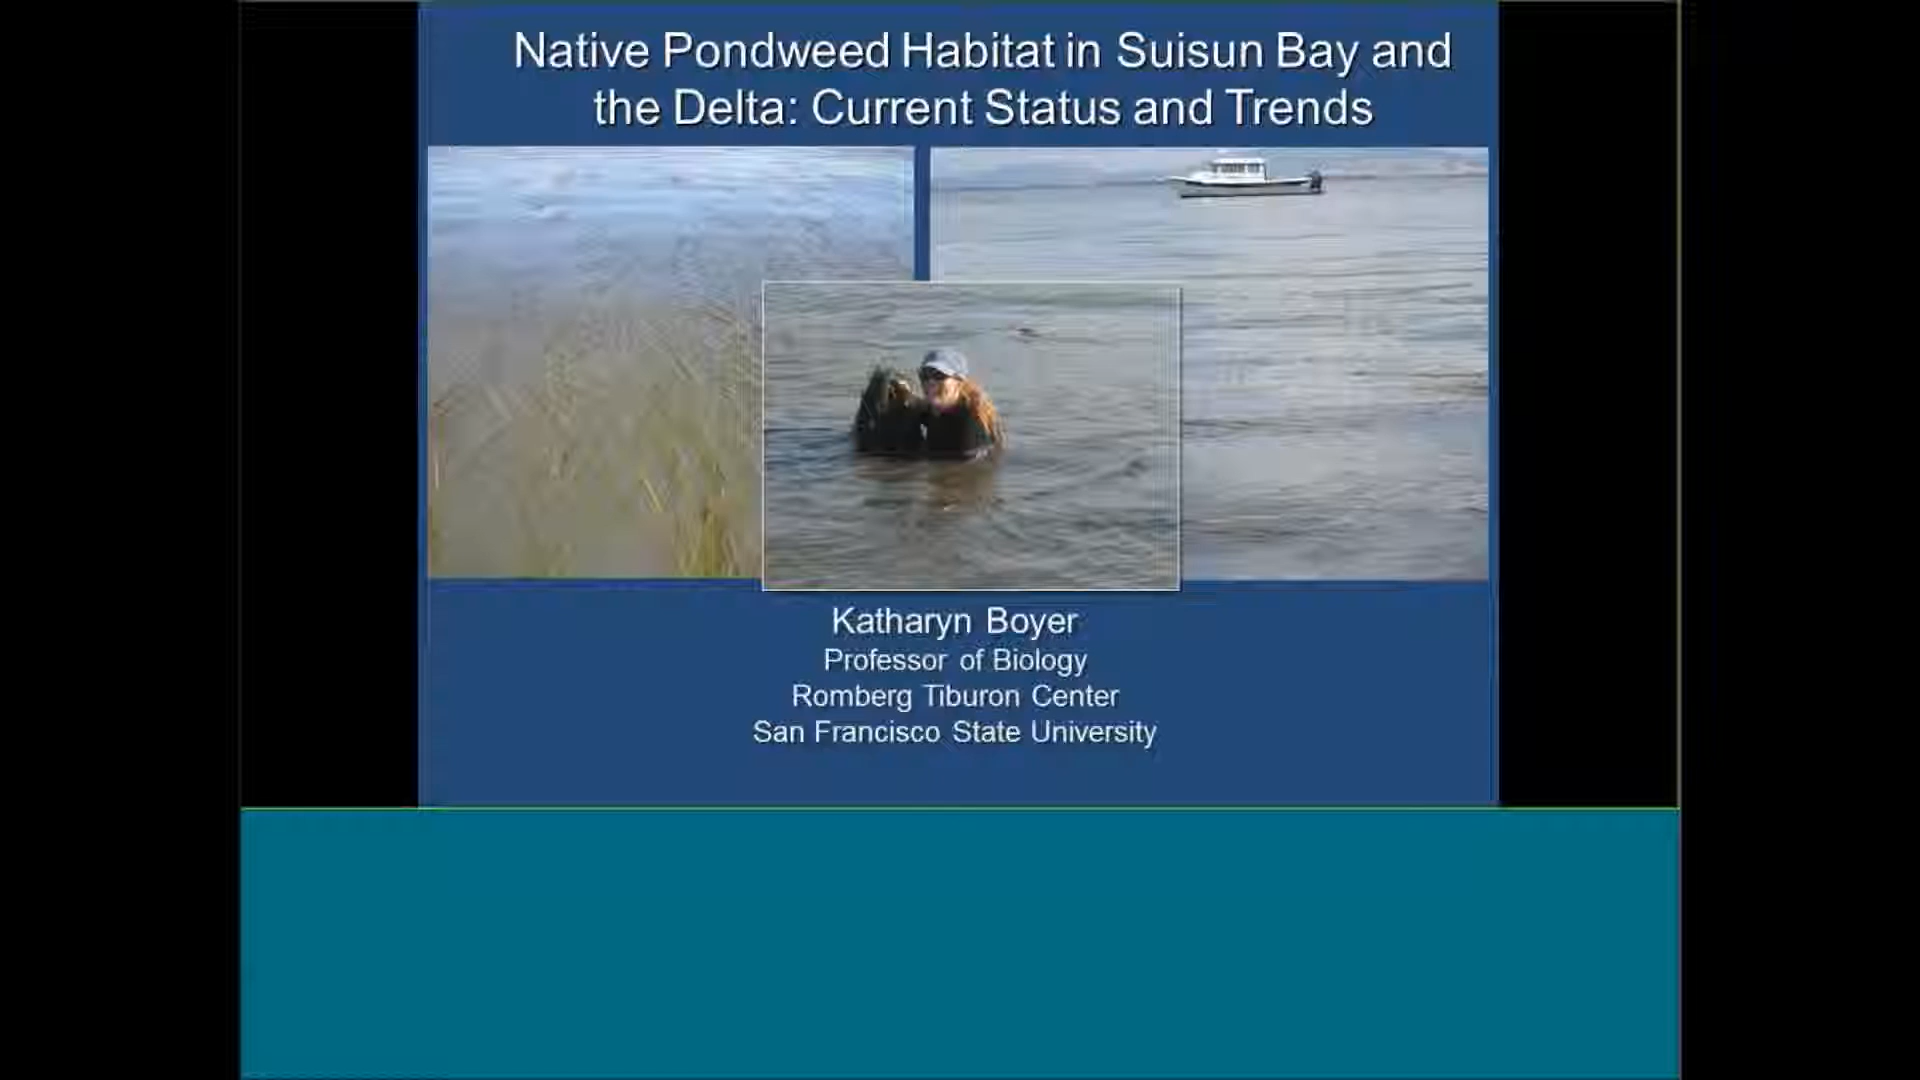 Native Pondweed Habitat in Suisun Bay and
the Delta: Current Status and Trends
Katharyn Boyer
Professor of Biology
Romberg Tiburon Center
San Francisco State University